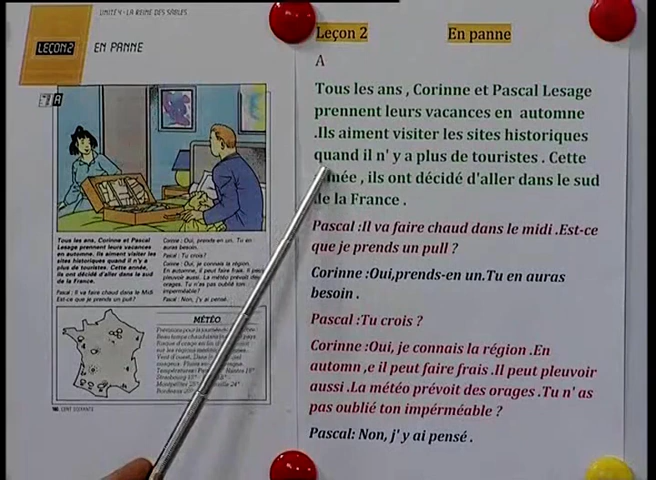 UNITÉ 4 - LA REINE DES SABLES
LEÇON 2
EN PANNE
A
Tous les ans, Corinne et Pascal
Lesage prennent leurs vacances
en automne. Ils aiment visiter les
sites historiques quand il n'y a
plus de touristes. Cette année,
ils ont décidé d'aller dans le sud
de la France.
Pascal : Il va faire chaud dans le Midi.
Est-ce que je prends un pull ?
Corinne : Oui, prends-en un. Tu en
auras besoin.
Pascal : Tu crois ?
Corinne : Oui, je connais la région.
En automne, il peut faire frais. Il peut
pleuvoir aussi. La météo prévoit des
orages. Tu n'as pas oublié ton
imperméable ?
Pascal : Non, j'y ai pensé.
MÉTÉO
Leçon 2
En panne
A
Tous les ans , Corinne et Pascal Lesage
prennent leurs vacances en automne
.Ils aiment visiter les sites historiques
quand il n' y a plus de touristes . Cette
, ils ont décidé d'aller dans le sud
de la France .
Pascal :Il va faire chaud dans le midi .Est-ce
que je prends un pull ?
Corinne :Oui,prends-en un.Tu en auras
besoin .
Pascal :Tu crois ?
Corinne :Oui, je connais la région .En
automn ,e il peut faire frais .Il peut pleuvoir
aussi .La météo prévoit des orages .Tu n' as
pas oublié ton impérméable ?
Pascal: Non, j' y ai pensé .